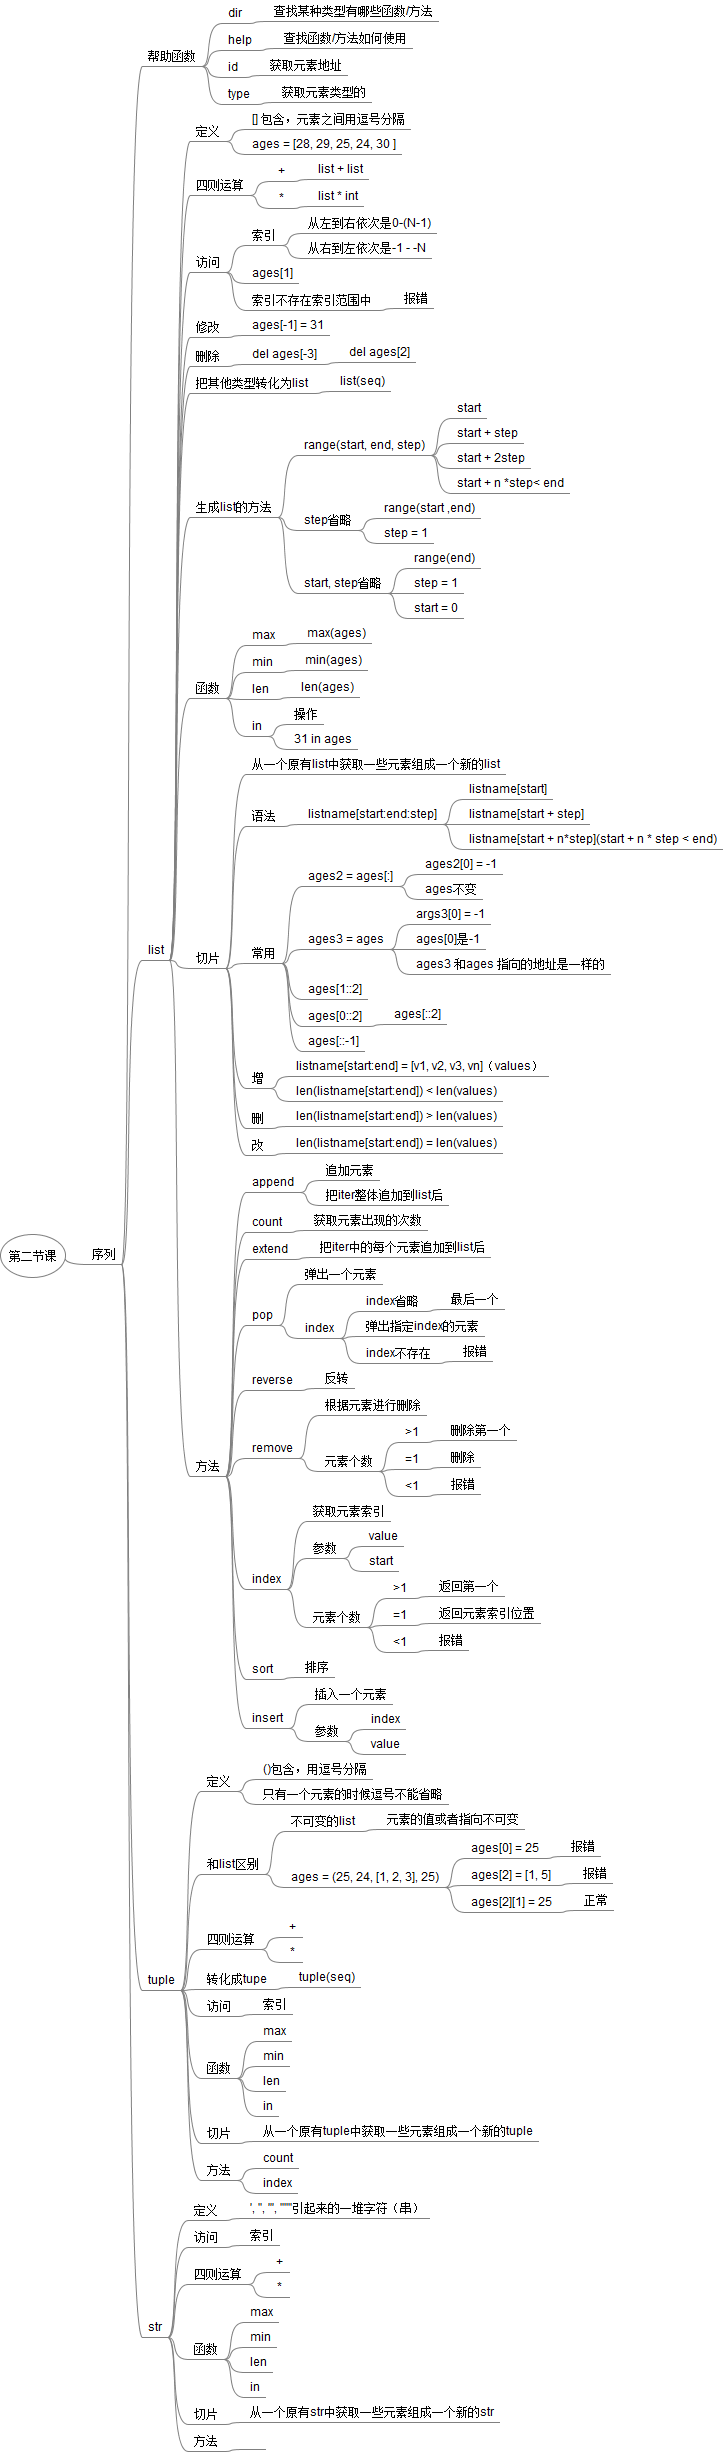 第二节课
序列
帮助函数
dir
查找某种类型有哪些函数/方法
help
查找函数/方法如何使用
id
获取元素地址
type
获取元素类型的
list
定义
[] 包含，元素之间用逗号分隔
ages = [28, 29, 25, 24, 30 ]
四则运算
+
list + list
*
list * int
访问
索引
从左到右依次是0-(N-1)
从右到左依次是-1 - -N
ages[1]
索引不存在索引范围中
报错
修改
ages[-1] = 31
删除
del ages[-3]
del ages[2]
把其他类型转化为list
list(seq)
生成list的方法
range(start, end, step)
start
start + step
start + 2step
start + n *step< end
step省略
range(start ,end)
step = 1
start, step省略
range(end)
step = 1
start = 0
函数
max
max(ages)
min
min(ages)
len
len(ages)
in
操作
31 in ages
切片
从一个原有list中获取一些元素组成一个新的list
语法
listname[start:end:step]
listname[start]
listname[start + step]
listname[start + n*step](start + n * step < end)
常用
ages2 = ages[:]
ages2[0] = -1
ages不变
ages3 = ages
args3[0] = -1
ages[0]是-1
ages3 和ages 指向的地址是一样的
ages[1::2]
ages[0::2]
ages[::2]
ages[::-1]
增
listname[start:end] = [v1, v2, v3, vn]（values）
len(listname[start:end]) < len(values)
删
len(listname[start:end]) > len(values)
改
len(listname[start:end]) = len(values)
方法
append
追加元素
把iter整体追加到list后
count
获取元素出现的次数
extend
把iter中的每个元素追加到list后
pop
弹出一个元素
index
index省略
最后一个
弹出指定index的元素
index不存在
报错
reverse
反转
remove
根据元素进行删除
元素个数
>1
删除第一个
=1
删除
<1
报错
index
获取元素索引
参数
value
start
元素个数
>1
返回第一个
=1
返回元素索引位置
<1
报错
sort
排序
insert
插入一个元素
参数
index
value
tuple
定义
()包含，用逗号分隔
只有一个元素的时候逗号不能省略
和list区别
不可变的list
元素的值或者指向不可变
ages = (25, 24, [1, 2, 3], 25)
ages[0] = 25
报错
ages[2] = [1, 5]
报错
ages[2][1] = 25
正常
四则运算
+
*
转化成tupe
tuple(seq)
访问
索引
函数
max
min
len
in
切片
从一个原有tuple中获取一些元素组成一个新的tuple
方法
count
index
str
定义
', '', ''', """引起来的一堆字符（串）
访问
索引
四则运算
+
*
函数
max
min
len
in
切片
从一个原有str中获取一些元素组成一个新的str
方法